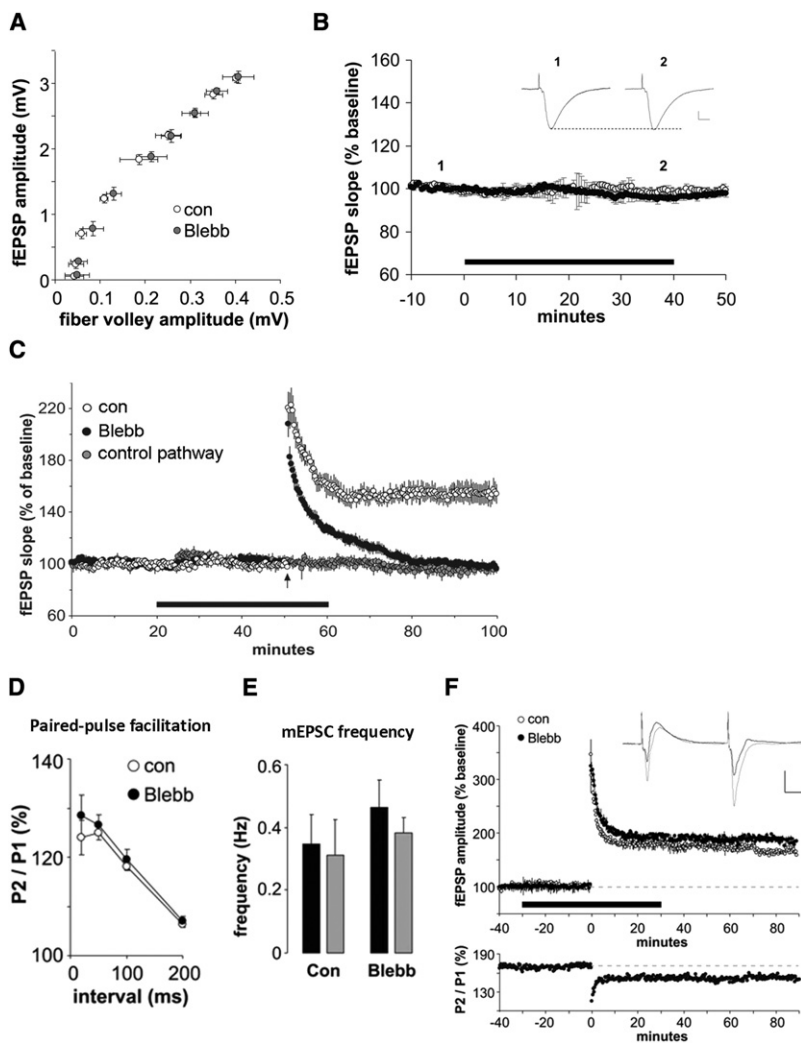 A
fEPSP amplitude (mV)
3
2
1
0
con
Blebb
0 0.1 0.2 0.3 0.4 0.5
fiber volley amplitude (mV)
B
fEPSP slope (% baseline)
160
140
120
100
80
60
1 2
1 2
-10 0 10 20 30 40 50
minutes
C
fEPSP slope (% of baseline)
220
180
140
100
60
con
Blebb
control pathway
0 20 40 60 80 100
minutes
D
Paired-pulse facilitation
P2 / P1 (%)
140
120
100
con
Blebb
0 100 200
interval (ms)
E
mEPSC frequency
frequency (Hz)
0.6
0.4
0.2
0
Con Blebb
F
fEPSP amplitude (% baseline)
400
300
200
100
con
Blebb
-40 -20 0 20 40 60 80
minutes
P2 / P1 (%)
190
130
-40 -20 0 20 40 60 80
minute